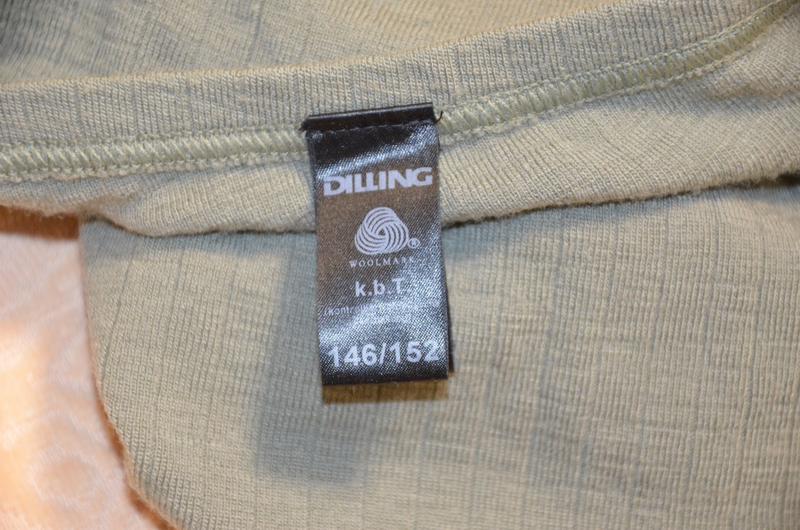 DILLING
®
WOOLMARK
k.b.T.
146/152